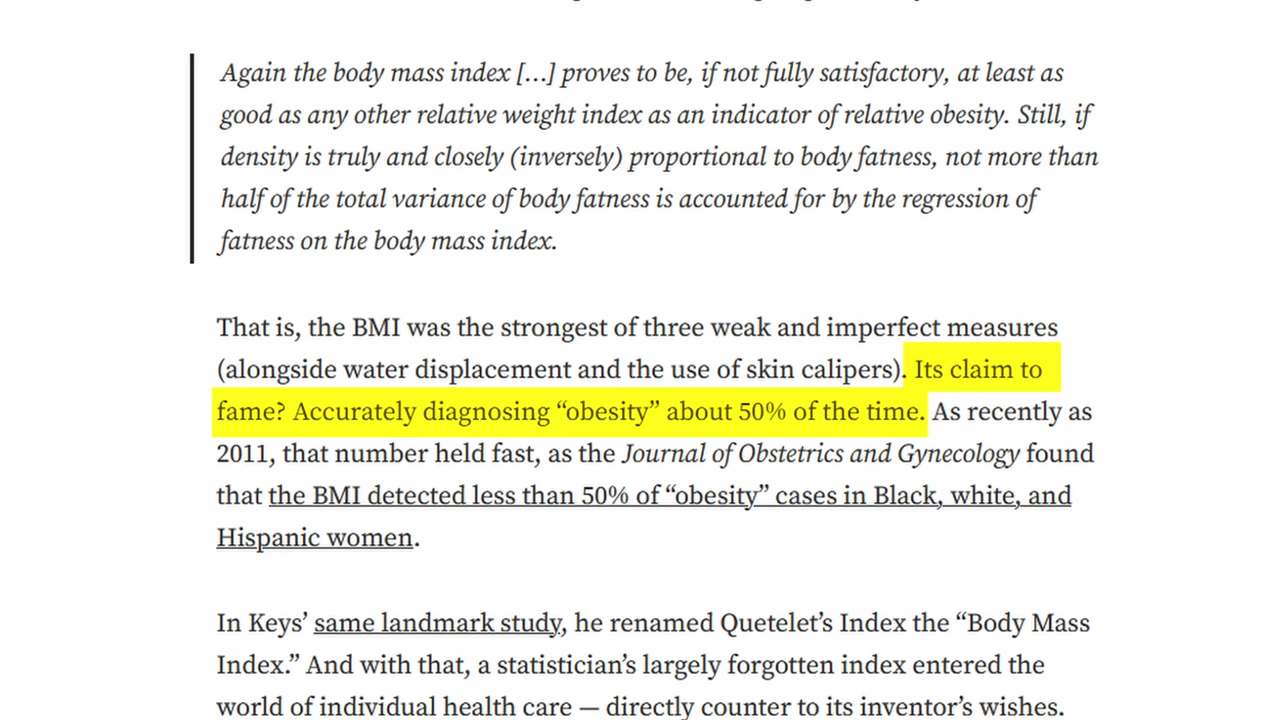 Again the body mass index […] proves to be, if not fully satisfactory, at least as
good as any other relative weight index as an indicator of relative obesity. Still, if
density is truly and closely (inversely) proportional to body fatness, not more than
half of the total variance of body fatness is accounted for by the regression of
fatness on the body mass index.
That is, the BMI was the strongest of three weak and imperfect measures
(alongside water displacement and the use of skin calipers). Its claim to
fame? Accurately diagnosing “obesity” about 50% of the time. As recently as
2011, that number held fast, as the Journal of Obstetrics and Gynecology found
that the BMI detected less than 50% of “obesity” cases in Black, white, and
Hispanic women.
In Keys’ same landmark study, he renamed Quetelet’s Index the “Body Mass
Index.” And with that, a statistician’s largely forgotten index entered the
world of individual health care — directly counter to its inventor’s wishes.